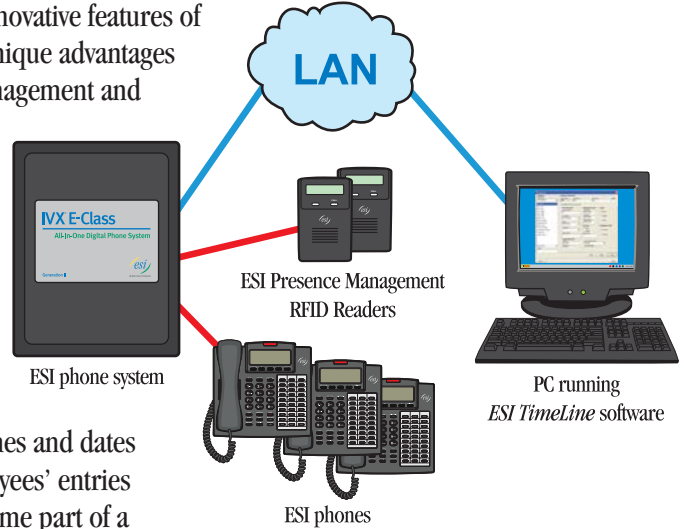 novative features of
nique advantages
nagement and
LAN
IVX E-Class
All-In-One Digital Phone System
esi
Generation II
ESI Presence Management
RFID Readers
ESI phone system
PC running
ESI TimeLine software
nes and dates
yees' entries
me part of a
ESI phones